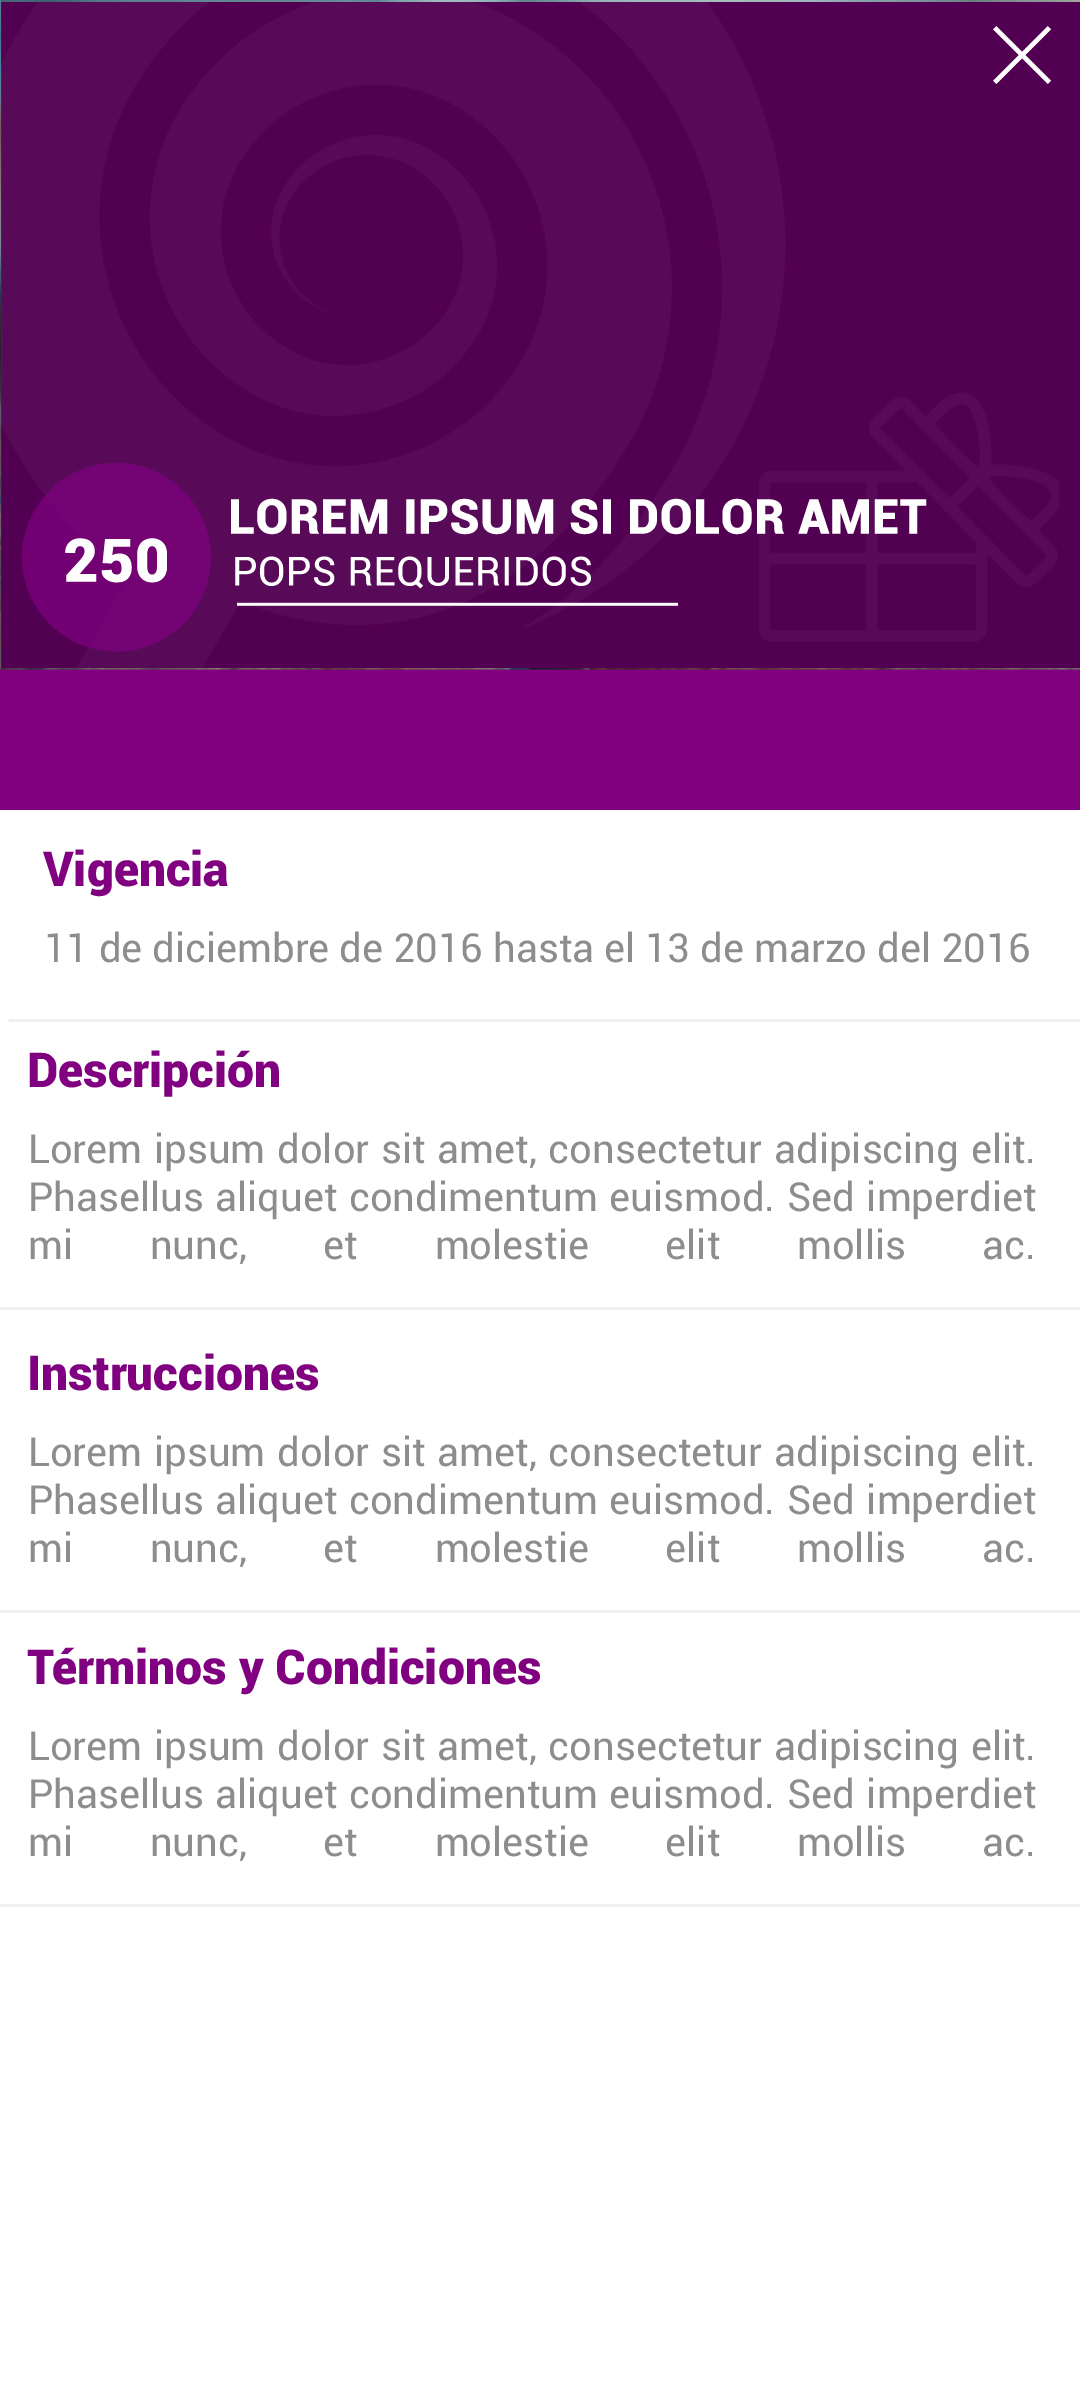 250
LOREM IPSUM SI DOLOR AMET
POPS REQUERIDOS
Vigencia
11 de diciembre de 2016 hasta el 13 de marzo del 2016
Descripción
Lorem ipsum dolor sit amet, consectetur adipiscing elit.
Phasellus aliquet condimentum euismod. Sed imperdiet
mi nunc, et molestie elit mollis ac.
Instrucciones
Lorem ipsum dolor sit amet, consectetur adipiscing elit.
Phasellus aliquet condimentum euismod. Sed imperdiet
mi nunc, et molestie elit mollis ac.
Términos y Condiciones
Lorem ipsum dolor sit amet, consectetur adipiscing elit.
Phasellus aliquet condimentum euismod. Sed imperdiet
mi nunc, et molestie elit mollis ac.